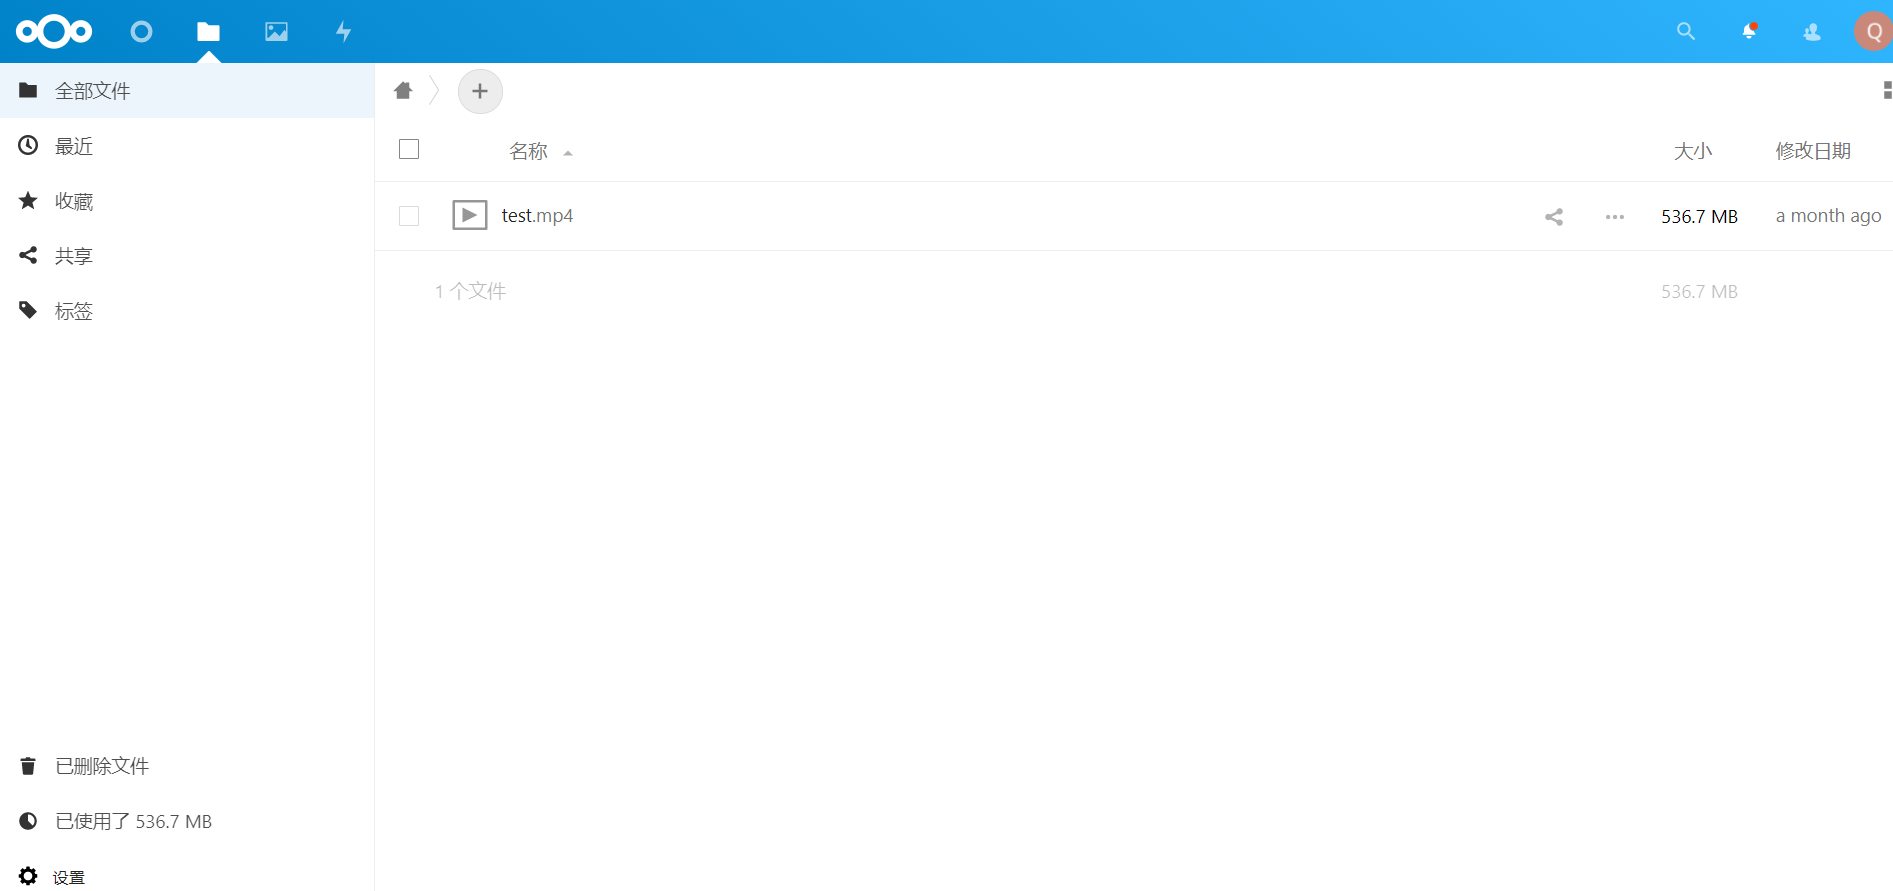 Q
全部文件
最近
收藏
共享
标签
名称 大小 修改日期
test.mp4 536.7 MB a month ago
1 个文件 536.7 MB
已删除文件
已使用了 536.7 MB
设置